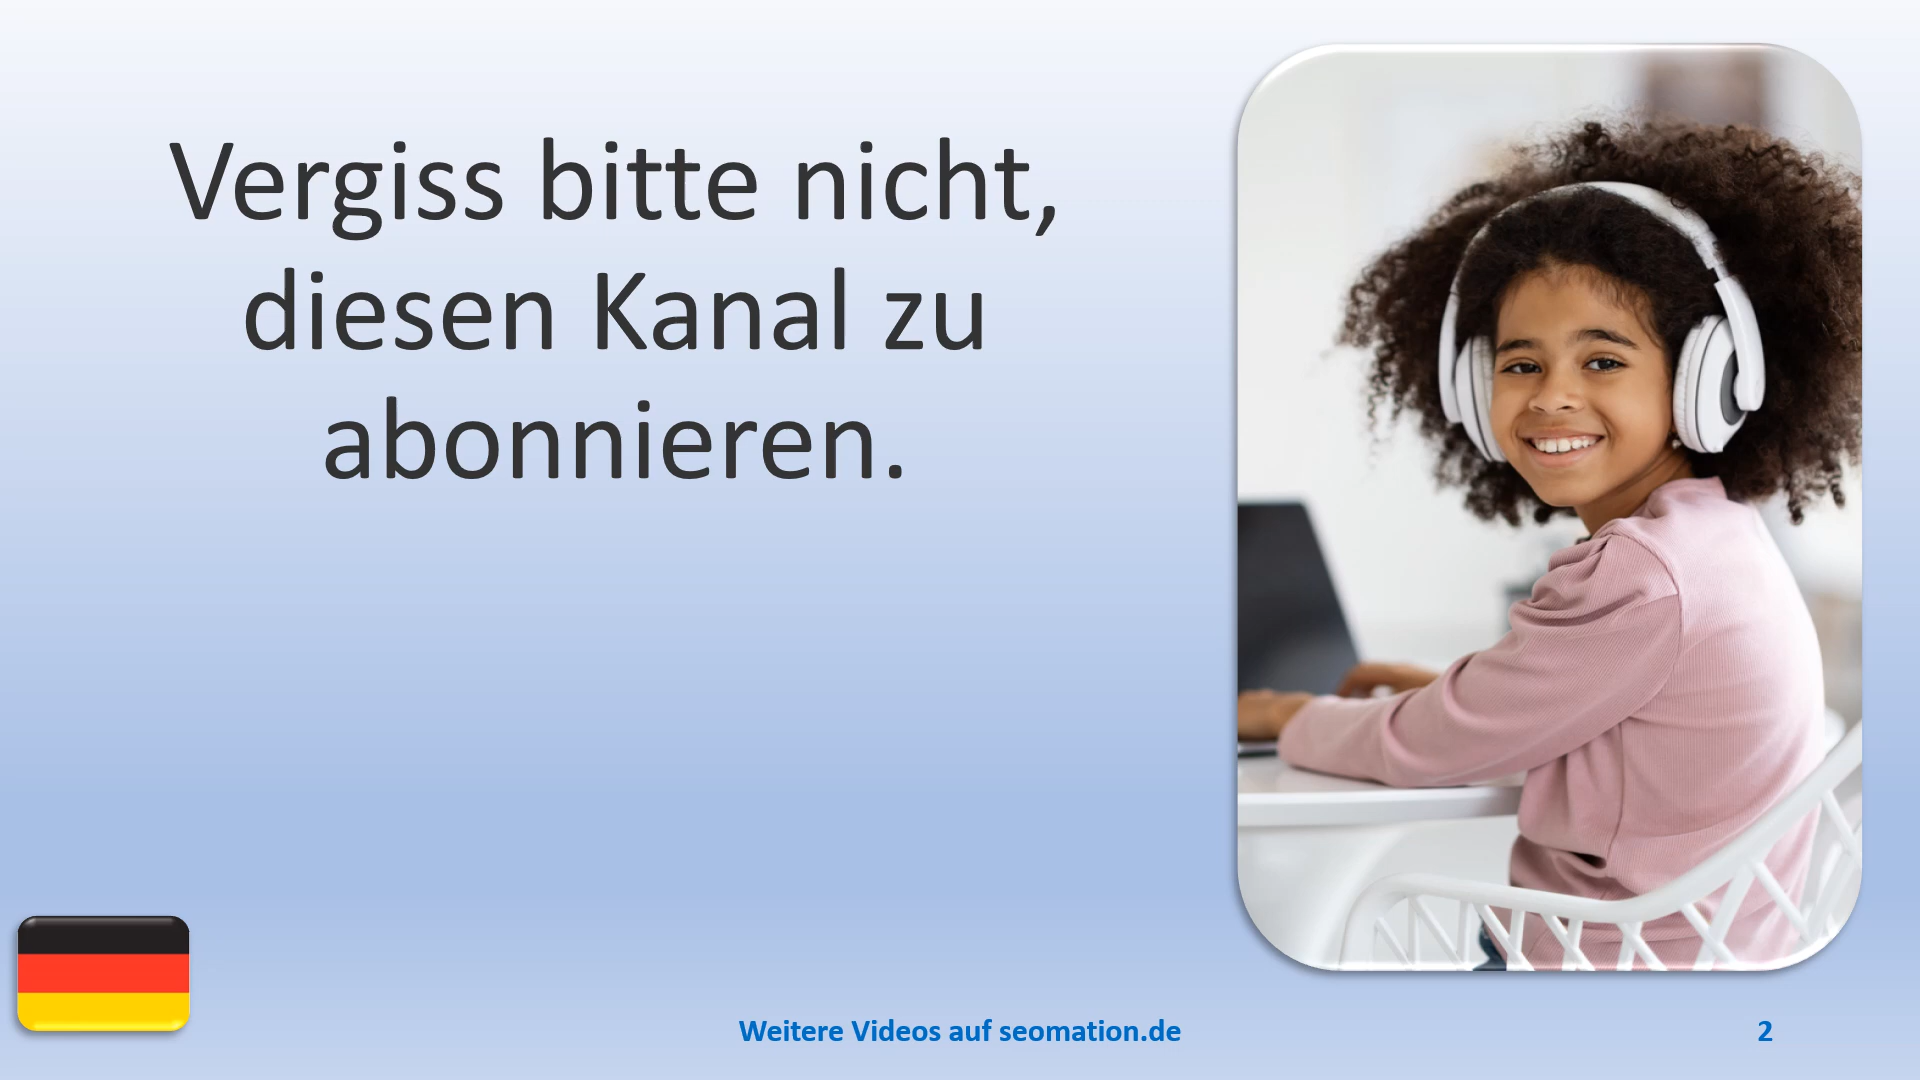 Vergiss bitte nicht,
diesen Kanal zu
abonnieren.
Weitere Videos auf seomation.de
2